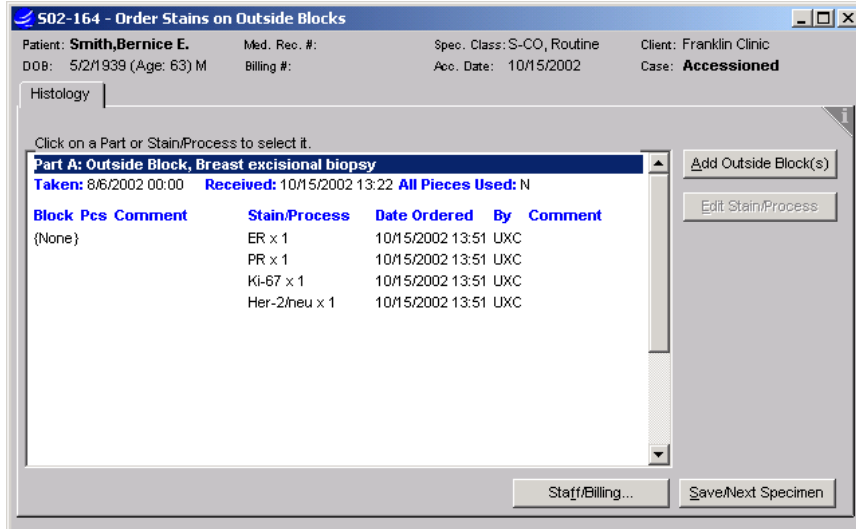 S02-164 - Order Stains on Outside Blocks
Patient: Smith,Bernice E. Med. Rec. #: Spec. Class: S-CO, Routine Client: Franklin Clinic
DOB: 5/2/1939 (Age: 63) M Billing #: Acc. Date: 10/15/2002 Case: Accessioned
Histology
Click on a Part or Stain/Process to select it.
Part A: Outside Block, Breast excisional biopsy
Add Outside Block(s)
Taken: 8/6/2002 00:00 Received: 10/15/2002 13:22 All Pieces Used: N
Edit Stain/Process
Block Pcs Comment Stain/Process Date Ordered By Comment
{None} ER x 1 10/15/2002 13:51 UXC
PR x 1 10/15/2002 13:51 UXC
Ki-67 x 1 10/15/2002 13:51 UXC
Her-2/neu x 1 10/15/2002 13:51 UXC
Staff/Billing... Save/Next Specimen